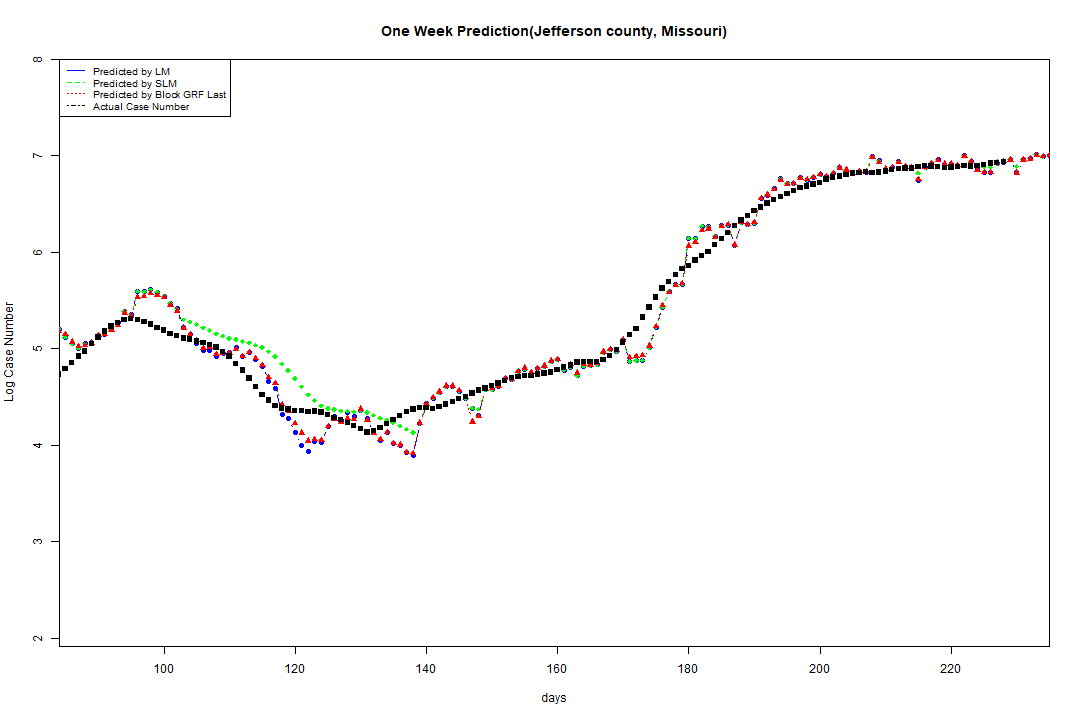 One Week Prediction(Jefferson county, Missouri)
Predicted by LM
Predicted by SLM
Predicted by Block GRF Last
Actual Case Number
Log Case Number
8
7
6
5
4
3
2
100 120 140 160 180 200 220
days